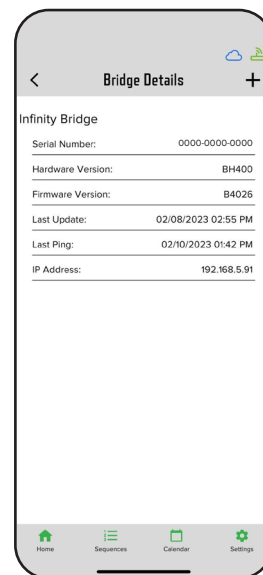 Bridge Details
Infinity Bridge
Serial Number: 0000-0000-0000
Hardware Version: BH400
Firmware Version: B4026
Last Update: 02/08/2023 02:55 PM
Last Ping: 02/10/2023 01:42 PM
IP Address: 192.168.5.91
Home Sequences Calendar Settings